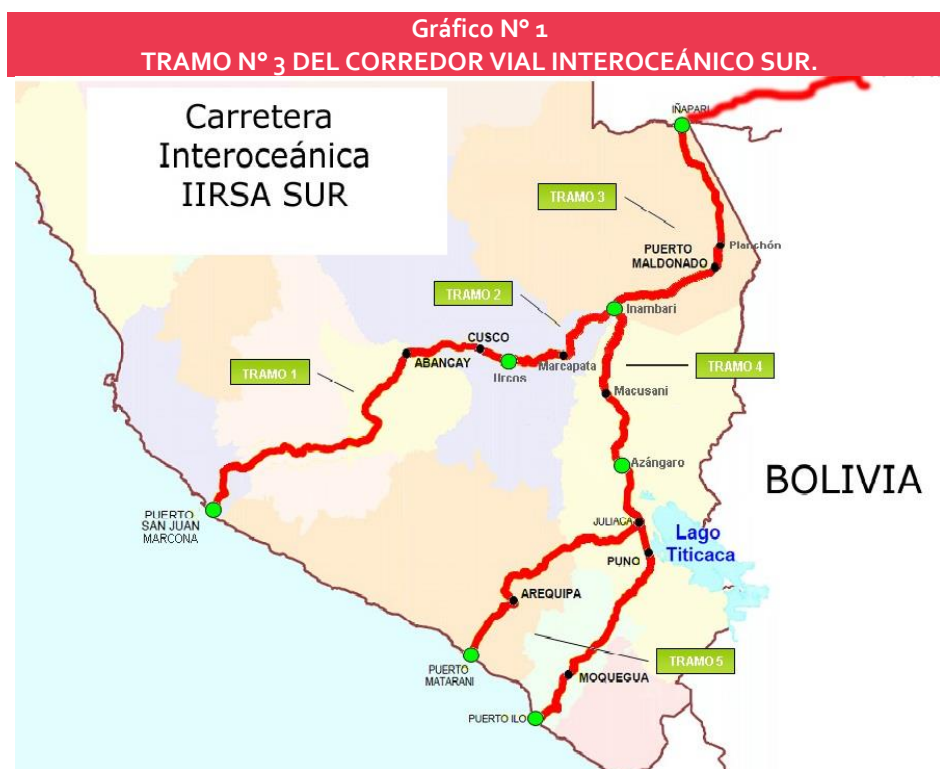 Gráfico N° 1
TRAMO N° 3 DEL CORREDOR VIAL INTEROCEÁNICO SUR.
Carretera
Interoceánica
IIRSA SUR
IÑAPARI
TRAMO 3
Planchón
PUERTO
MALDONADO
TRAMO 2
Inambari
CUSCO
ABANCAY
Urcos
Marcapata
TRAMO 1
TRAMO 4
Macusani
Azángaro
BOLIVIA
PUERTO
SAN JUAN
MARCONA
JULIACA
Lago
Titicaca
PUNO
AREQUIPA
PUERTO
MATARANI
TRAMO 5
MOQUEGUA
PUERTO ILO